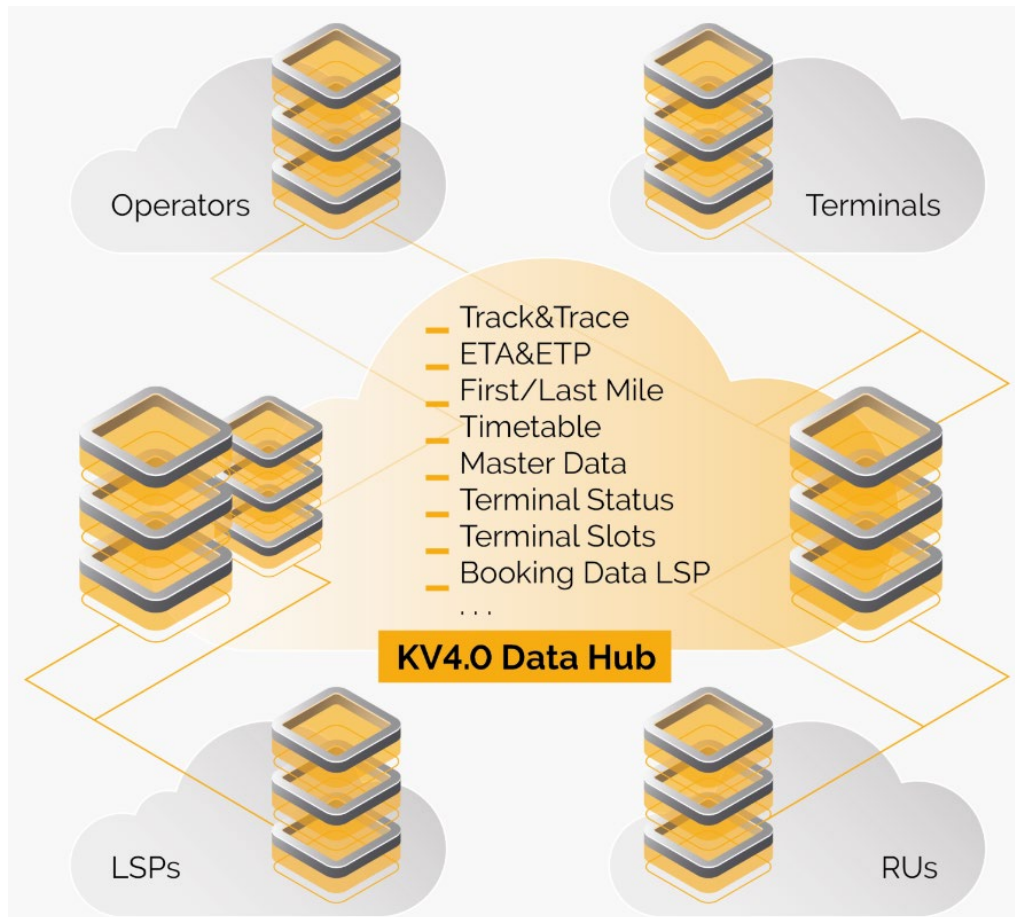 Operators
Terminals
Track&Trace
ETA&ETP
First/Last Mile
Timetable
Master Data
Terminal Status
Terminal Slots
Booking Data LSP
...
KV4.0 Data Hub
LSPs
RUs